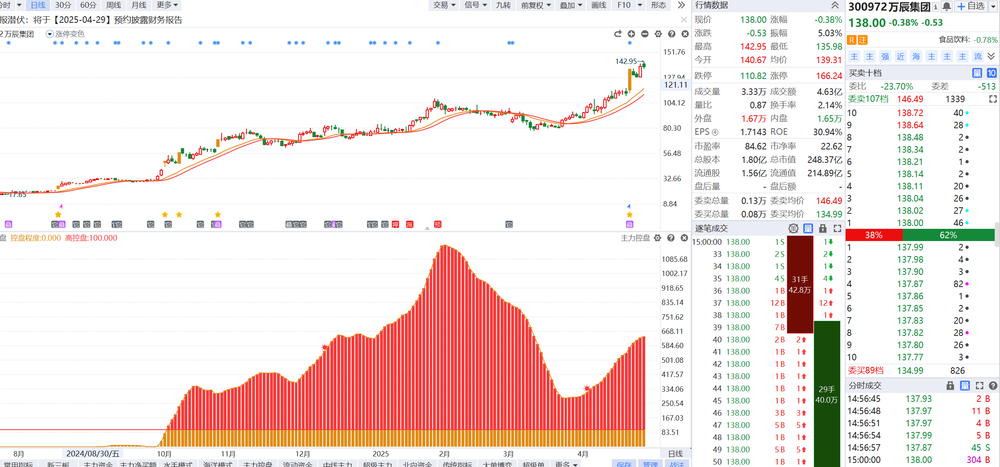 分时 日线 30分 60分 周线 月线 更多 交易 信号 九转 前复权 叠加 画线 F10 形态
报潜伏：将于【2025-04-29】预约披露财务报告
2 万辰集团 涨停变色
151.76
142.95→
127.94
121.11
104.12
80.30
56.48
32.66
←17.65
8.84
叠 它 叠 它 它 它 它 它 它 它 它 叠 它 它 叠 它 它 它 它 它 它 押 派 预 它 叠
盘 控盘程度:0.000 高控盘:100.000 主力控盘
1085.68
1002.17
918.65
835.14
751.62
668.11
584.60
501.08
417.57
334.06
250.54
167.03
83.51
8月 2024/08/30/五 10月 11月 12月 2025 2月 3月 4月 日线
常用指标 新三板 主力资金 主力净买额 水手模式 海洋模式 主力控盘 流动资金 中线主力 超级主力 北向资金 传统指标 大单博弈 超级单 更多 保存 管理 战法
行情数据
现价 138.00 涨幅 -0.38%
涨跌 -0.53 振幅 5.03%
最高 142.95 最低 135.98
今开 140.67 均价 139.31
跌停 110.82 涨停 166.24
成交量 3.33万 成交额 4.63亿
量比 0.87 换手率 2.14%
外盘 1.67万 内盘 1.65万
EPS ④ 1.7143 ROE 30.94%
市盈率 84.62 市净率 22.62
总股本 1.80亿 总市值 248.37亿
流通股 1.56亿 流通值 214.89亿
盘后量 - 盘后额 -
委卖总量 0.13万 委卖均价 146.49
委买总量 0.08万 委买均价 134.99
逐笔成交 单 量
15:00:00 138.00 1 S 1
33 138.00 2 S 2
34 138.00 1 S 1
35 138.00 4 S 4
36 138.00 1 B 1
37 138.00 12 B 12
38 138.00 1 B 1
39 138.00 7 B
31手
42.8万
40 138.00 2 B 2
41 138.00 1 B 1
42 138.00 1 B 1
43 138.00 1 B 1
44 138.00 1 B 1
45 138.00 1 B 1
46 138.00 3 B 3
47 138.00 5 B 5
48 138.00 1 B 1
49 138.00 5 B 5
50 138.00 1 B 1
29手
40.0万
300972 万辰集团 i + 自选
138.00 -0.38% -0.53
R 注 食品饮料: -0.78%
主 主 强 近 海 主 主 主 流
买卖十档 量 10
委比 -23.70% 委差 -513
委卖107档 146.49 1339
10 138.72 40
9 138.64 28
8 138.48 2
7 138.34 2
6 138.21 1
5 138.14 2
4 138.11 20
3 138.04 26
2 138.02 27
1 138.00 46
38% 62%
1 137.99 2
2 137.98 4
3 137.90 3
4 137.87 82
5 137.86 1
6 137.85 2
7 137.83 20
8 137.82 28
9 137.80 26
10 137.77 3
委买89档 134.99 826
分时成交 量
14:56:45 137.93 2 B
14:56:48 137.97 11 B
14:56:51 137.97 4 B
14:56:54 137.99 5 B
14:56:57 137.87 45 S
15:00:00 138.00 304 B